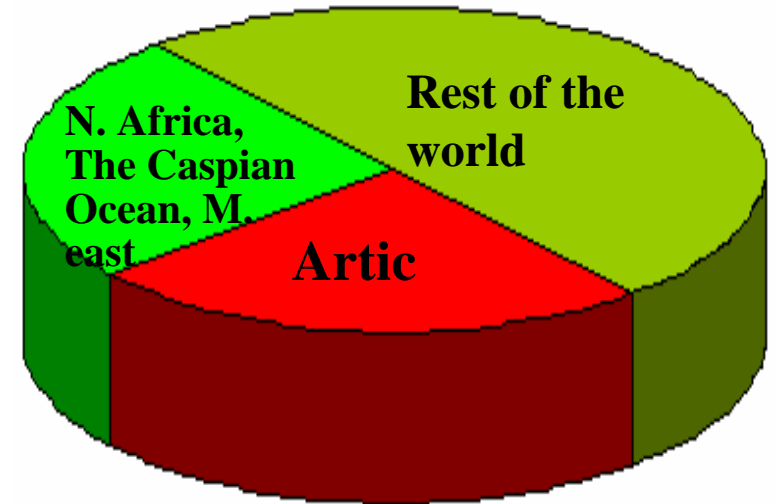 Rest of the
world
N. Africa,
The Caspian
Ocean, M.
east
Artic